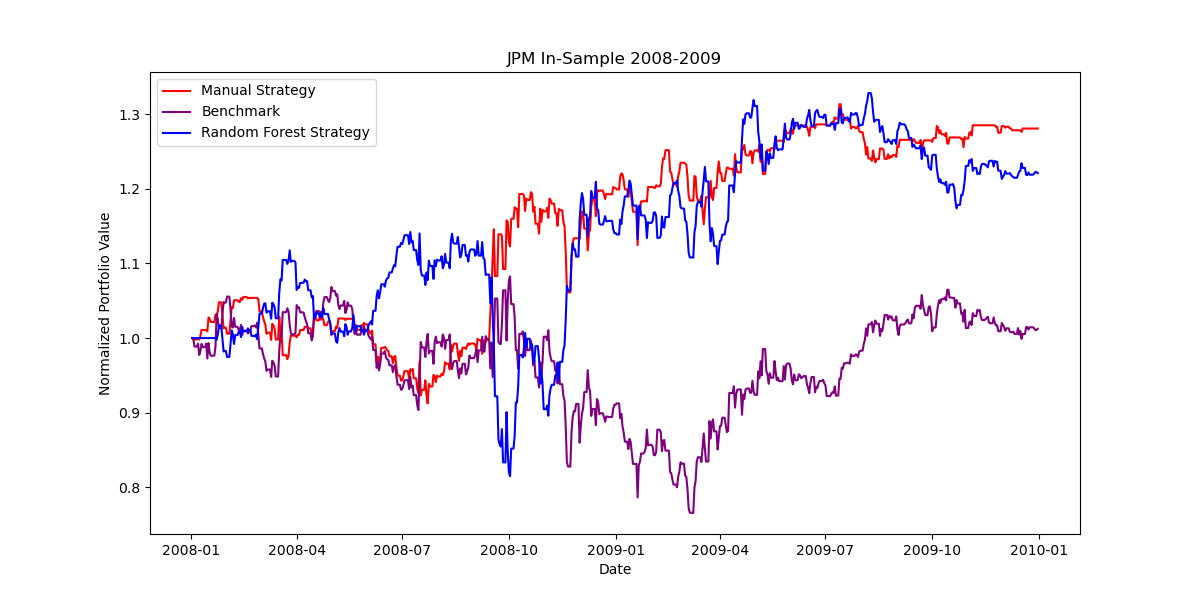 JPM In-Sample 2008-2009
Manual Strategy
Benchmark
Random Forest Strategy
Normalized Portfolio Value
1.3
1.2
1.1
1.0
0.9
0.8
2008-01 2008-04 2008-07 2008-10 2009-01 2009-04 2009-07 2009-10 2010-01
Date